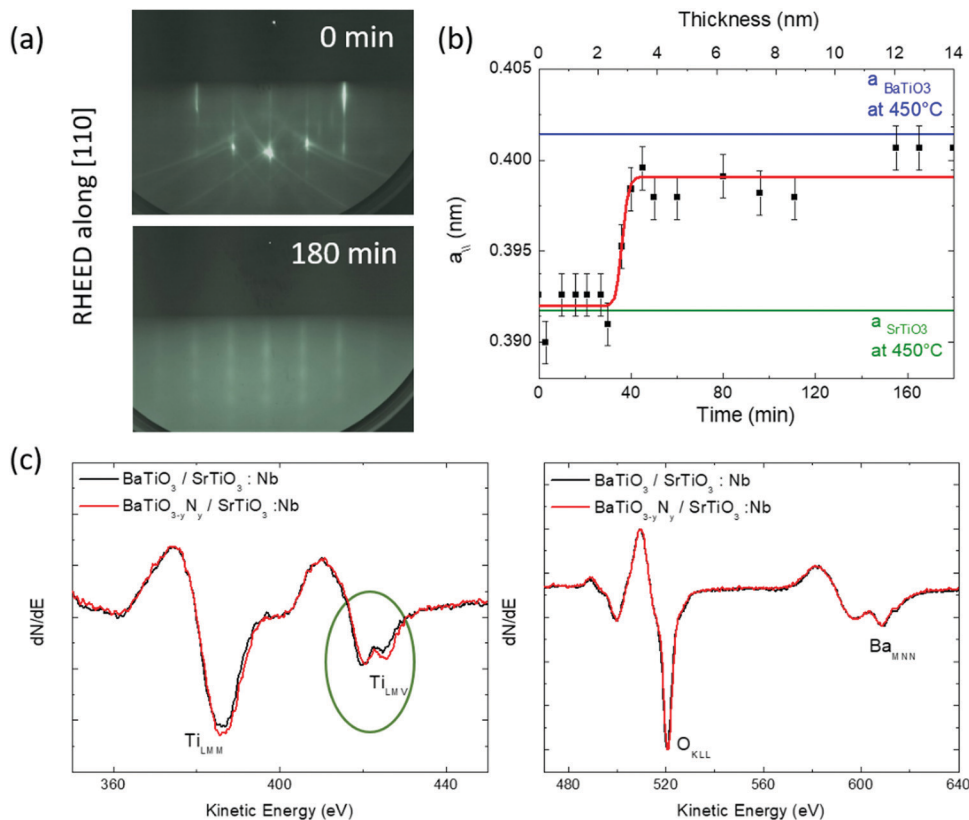 (a)
RHEED along [110]
0 min
180 min
(b)
Thickness (nm)
0 2 4 6 8 10 12 14
0.405
0.400
0.395
0.390
a// (nm)
a BaTiO3
at 450°C
a SrTiO3
at 450°C
0 40 80 120 160
Time (min)
(c)
BaTiO3 / SrTiO3 : Nb
BaTiO3-yNy / SrTiO3 :Nb
dN/dE
TiLMM
TiLMV
360 400 440
Kinetic Energy (eV)
BaTiO3 / SrTiO3 : Nb
BaTiO3-yNy / SrTiO3 :Nb
dN/dE
OKLL
BaMNN
480 520 560 600 640
Kinetic Energy (eV)